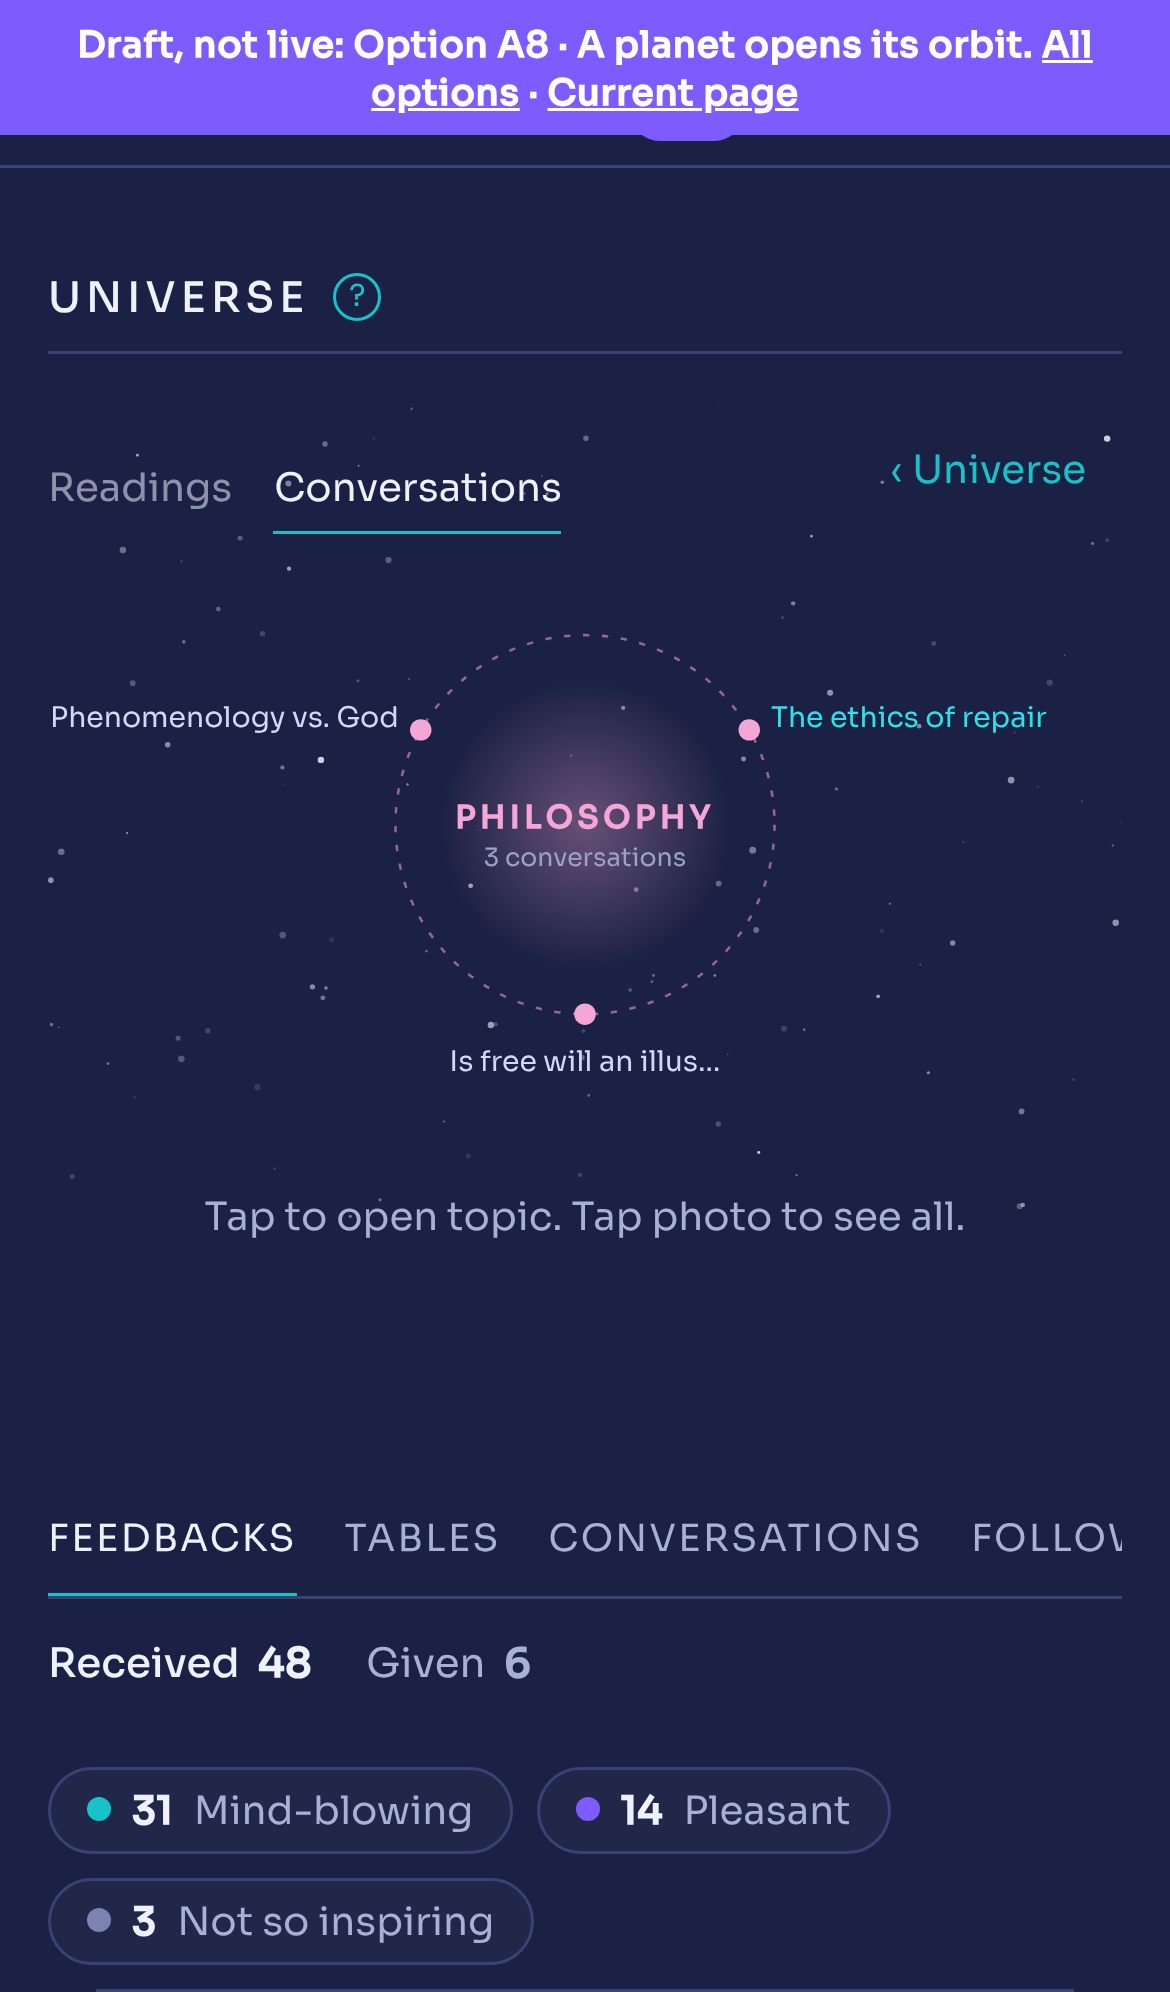 Draft, not live: Option A8 · A planet opens its orbit. All
options · Current page
UNIVERSE ?
Readings Conversations ‹ Universe
Phenomenology vs. God The ethics of repair
PHILOSOPHY
3 conversations
Is free will an illus...
Tap to open topic. Tap photo to see all.
FEEDBACKS TABLES CONVERSATIONS FOLLOW
Received 48 Given 6
31 Mind-blowing 14 Pleasant
3 Not so inspiring